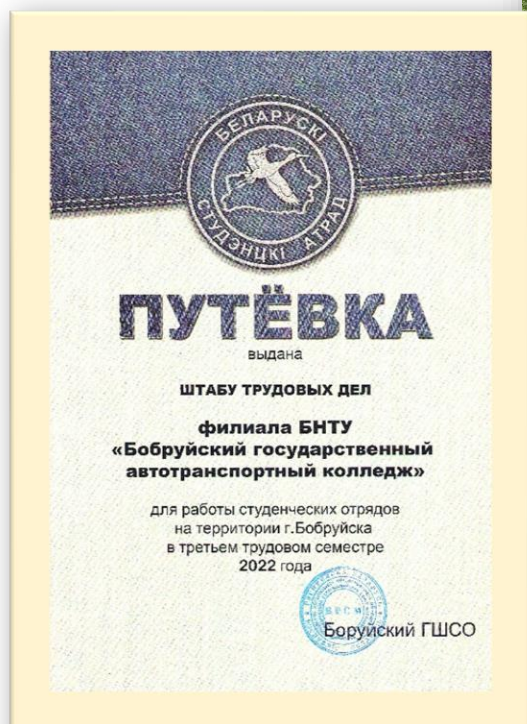 БЕЛАРУСКІ
СТУДЭНЦКІ АТРАД
ПУТЁВКА
выдана
ШТАБУ ТРУДОВЫХ ДЕЛ
филиала БНТУ
«Бобруйский государственный
автотранспортный колледж»
для работы студенческих отрядов
на территории г.Бобруйска
в третьем трудовом семестре
2022 года
Боруйский ГШСО